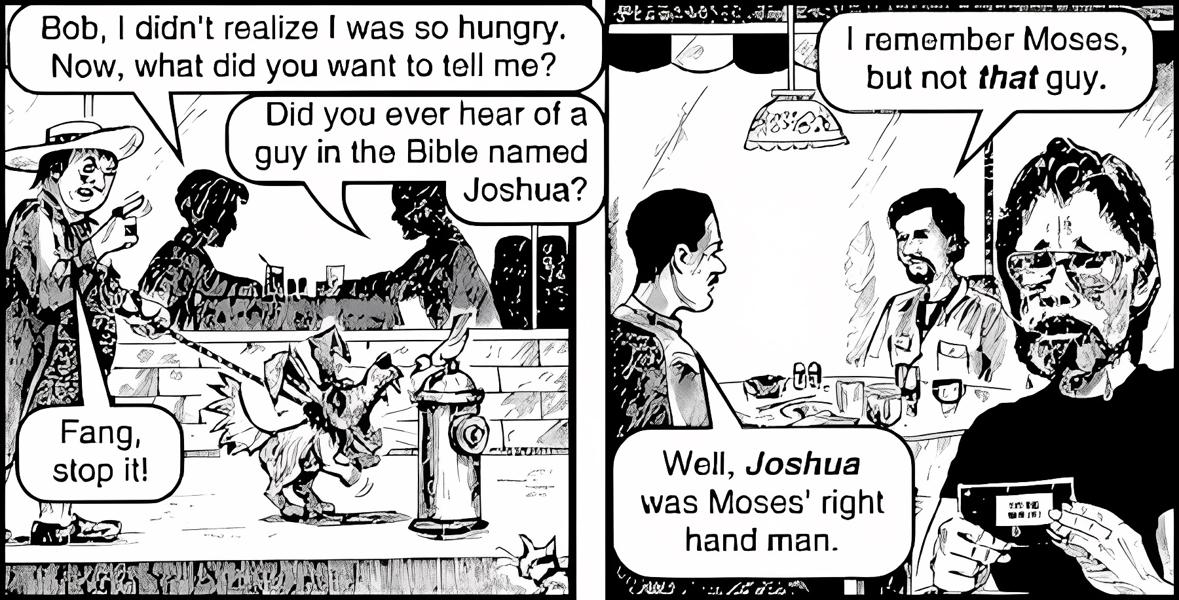 Bob, I didn't realize I was so hungry.
Now, what did you want to tell me?
Did you ever hear of a
guy in the Bible named
Joshua?
Fang,
stop it!
I remember Moses,
but not that guy.
Well, Joshua
was Moses' right
hand man.